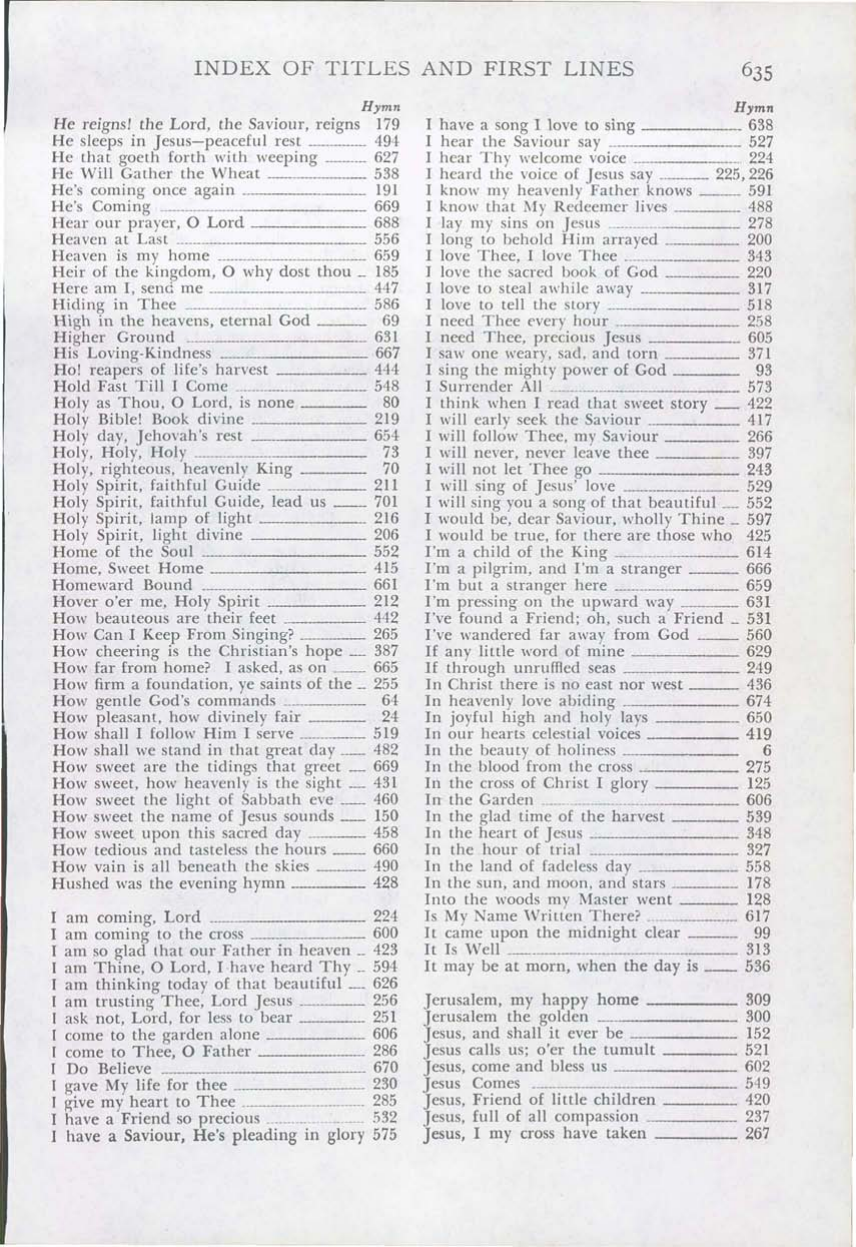 INDEX OF TITLES AND FIRST LINES 635
Hymn
He reigns! the Lord, the Saviour, reigns 179
He sleeps in Jesus—peaceful rest 494
He that goeth forth with weeping 627
He Will Gather the Wheat 538
He's coming once again 191
He's Coming 669
Hear our prayer, O Lord 688
Heaven at Last 556
Heaven is my home 659
Heir of the kingdom, O why dost thou 185
Here am I, send me 447
Hiding in Thee 586
High in the heavens, eternal God 69
Higher Ground 631
His Loving-Kindness 667
Ho! reapers of life's harvest 444
Hold Fast Till I Come 548
Holy as Thou, O Lord, is none 80
Holy Bible! Book divine 219
Holy day, Jehovah's rest 654
Holy, Holy, Holy 73
Holy, righteous, heavenly King 70
Holy Spirit, faithful Guide 211
Holy Spirit, faithful Guide, lead us 701
Holy Spirit, lamp of light 216
Holy Spirit, light divine 206
Home of the Soul 552
Home, Sweet Home 415
Homeward Bound 661
Hover o'er me, Holy Spirit 212
How beauteous are their feet 442
How Can I Keep From Singing? 265
How cheering is the Christian's hope 387
How far from home? I asked, as on 665
How firm a foundation, ye saints of the 255
How gentle God's commands 64
How pleasant, how divinely fair 24
How shall I follow Him I serve 519
How shall we stand in that great day 482
How sweet are the tidings that greet 669
How sweet, how heavenly is the sight 431
How sweet the light of Sabbath eve 460
How sweet the name of Jesus sounds 150
How sweet upon this sacred day 458
How tedious and tasteless the hours 660
How vain is all beneath the skies 490
Hushed was the evening hymn 428
I am coming, Lord 224
I am coming to the cross 600
I am so glad that our Father in heaven 423
I am Thine, O Lord, I have heard Thy 594
I am thinking today of that beautiful 626
I am trusting Thee, Lord Jesus 256
I ask not, Lord, for less to bear 251
I come to the garden alone 606
I come to Thee, O Father 286
I Do Believe 670
I gave My life for thee 230
I give my heart to Thee 285
I have a Friend so precious 532
I have a Saviour, He's pleading in glory 575
Hymn
I have a song I love to sing 638
I hear the Saviour say 527
I hear Thy welcome voice 224
I heard the voice of Jesus say 225, 226
I know my heavenly Father knows 591
I know that My Redeemer lives 488
I lay my sins on Jesus 278
I long to behold Him arrayed 200
I love Thee, I love Thee 343
I love the sacred book of God 220
I love to steal awhile away 317
I love to tell the story 518
I need Thee every hour 258
I need Thee, precious Jesus 605
I saw one weary, sad, and torn 371
I sing the mighty power of God 93
I Surrender All 573
I think when I read that sweet story 422
I will early seek the Saviour 417
I will follow Thee, my Saviour 266
I will never, never leave thee 397
I will not let Thee go 243
I will sing of Jesus' love 529
I will sing you a song of that beautiful 552
I would be, dear Saviour, wholly Thine 597
I would be true, for there are those who 425
I'm a child of the King 614
I'm a pilgrim, and I'm a stranger 666
I'm but a stranger here 659
I'm pressing on the upward way 631
I've found a Friend; oh, such a Friend 531
I've wandered far away from God 560
If any little word of mine 629
If through unruffled seas 249
In Christ there is no east nor west 436
In heavenly love abiding 674
In joyful high and holy lays 650
In our hearts celestial voices 419
In the beauty of holiness 6
In the blood from the cross 275
In the cross of Christ I glory 125
In the Garden 606
In the glad time of the harvest 539
In the heart of Jesus 348
In the hour of trial 327
In the land of fadeless day 558
In the sun, and moon, and stars 178
Into the woods my Master went 128
Is My Name Written There? 617
It came upon the midnight clear 99
It Is Well 313
It may be at morn, when the day is 536
Jerusalem, my happy home 309
Jerusalem the golden 300
Jesus, and shall it ever be 152
Jesus calls us; o'er the tumult 521
Jesus, come and bless us 602
Jesus Comes 549
Jesus, Friend of little children 420
Jesus, full of all compassion 237
Jesus, I my cross have taken 267